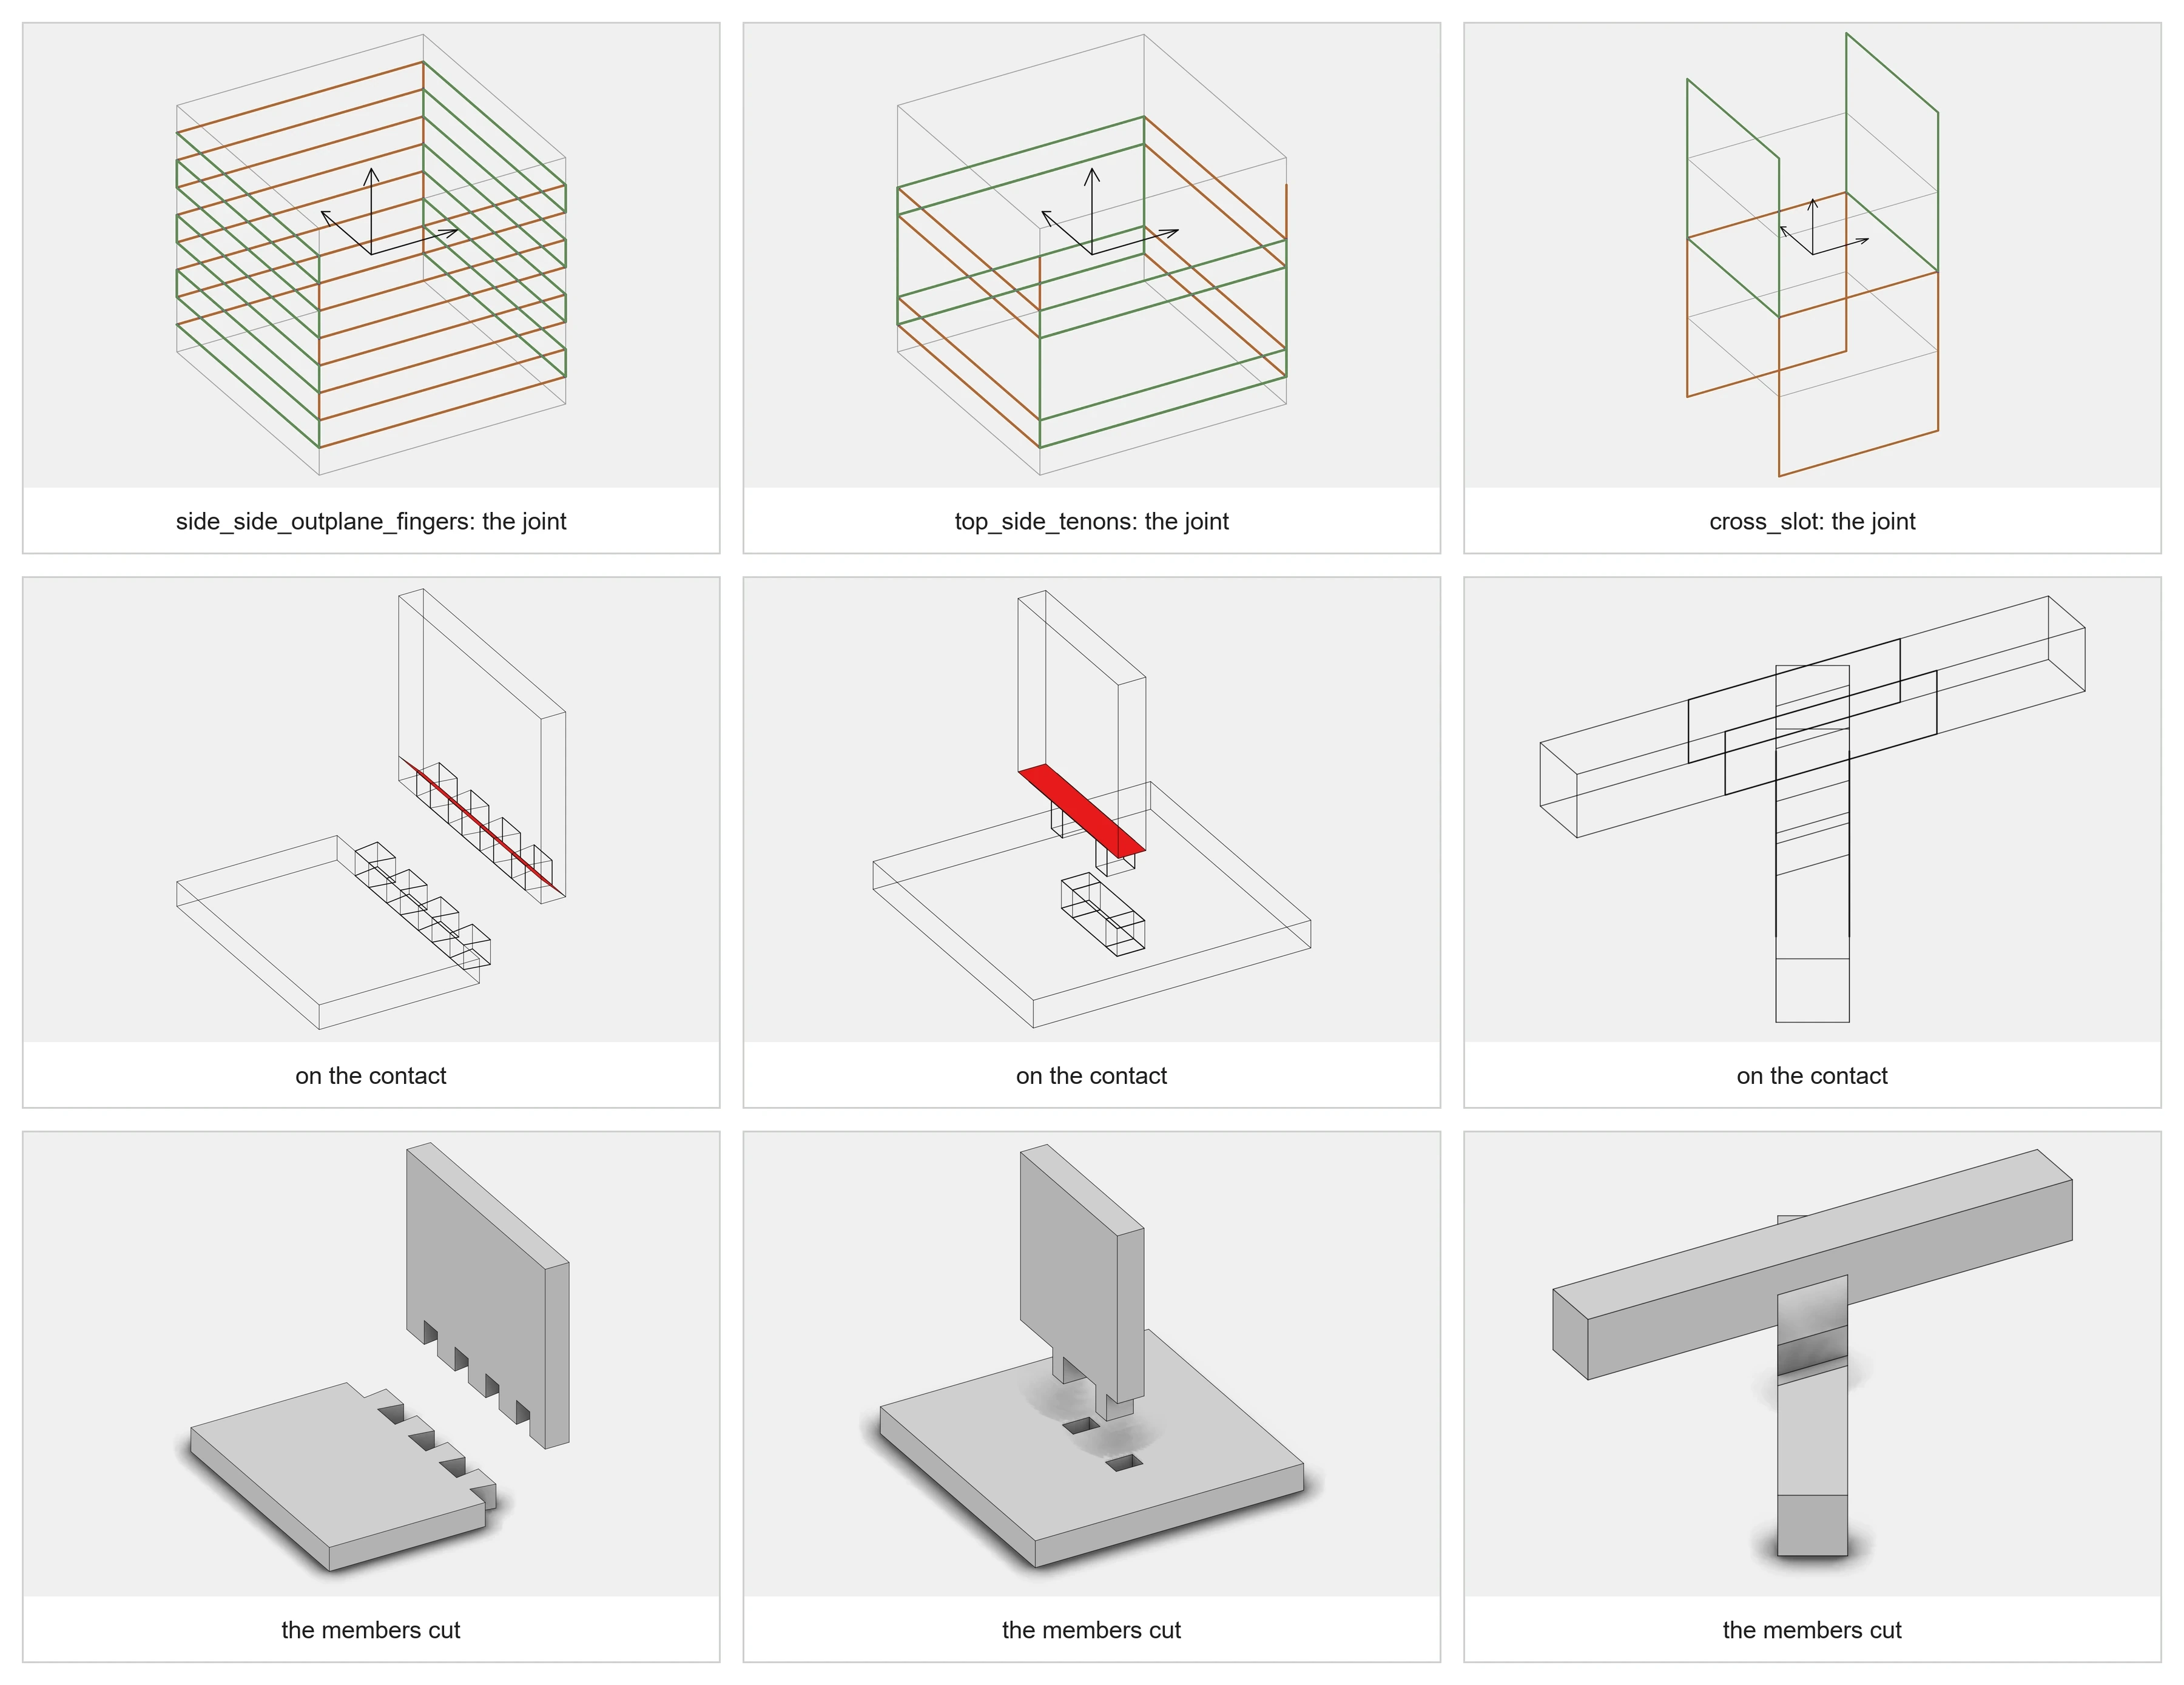 side_side_outplane_fingers: the joint
top_side_tenons: the joint
cross_slot: the joint
on the contact
on the contact
on the contact
the members cut
the members cut
the members cut